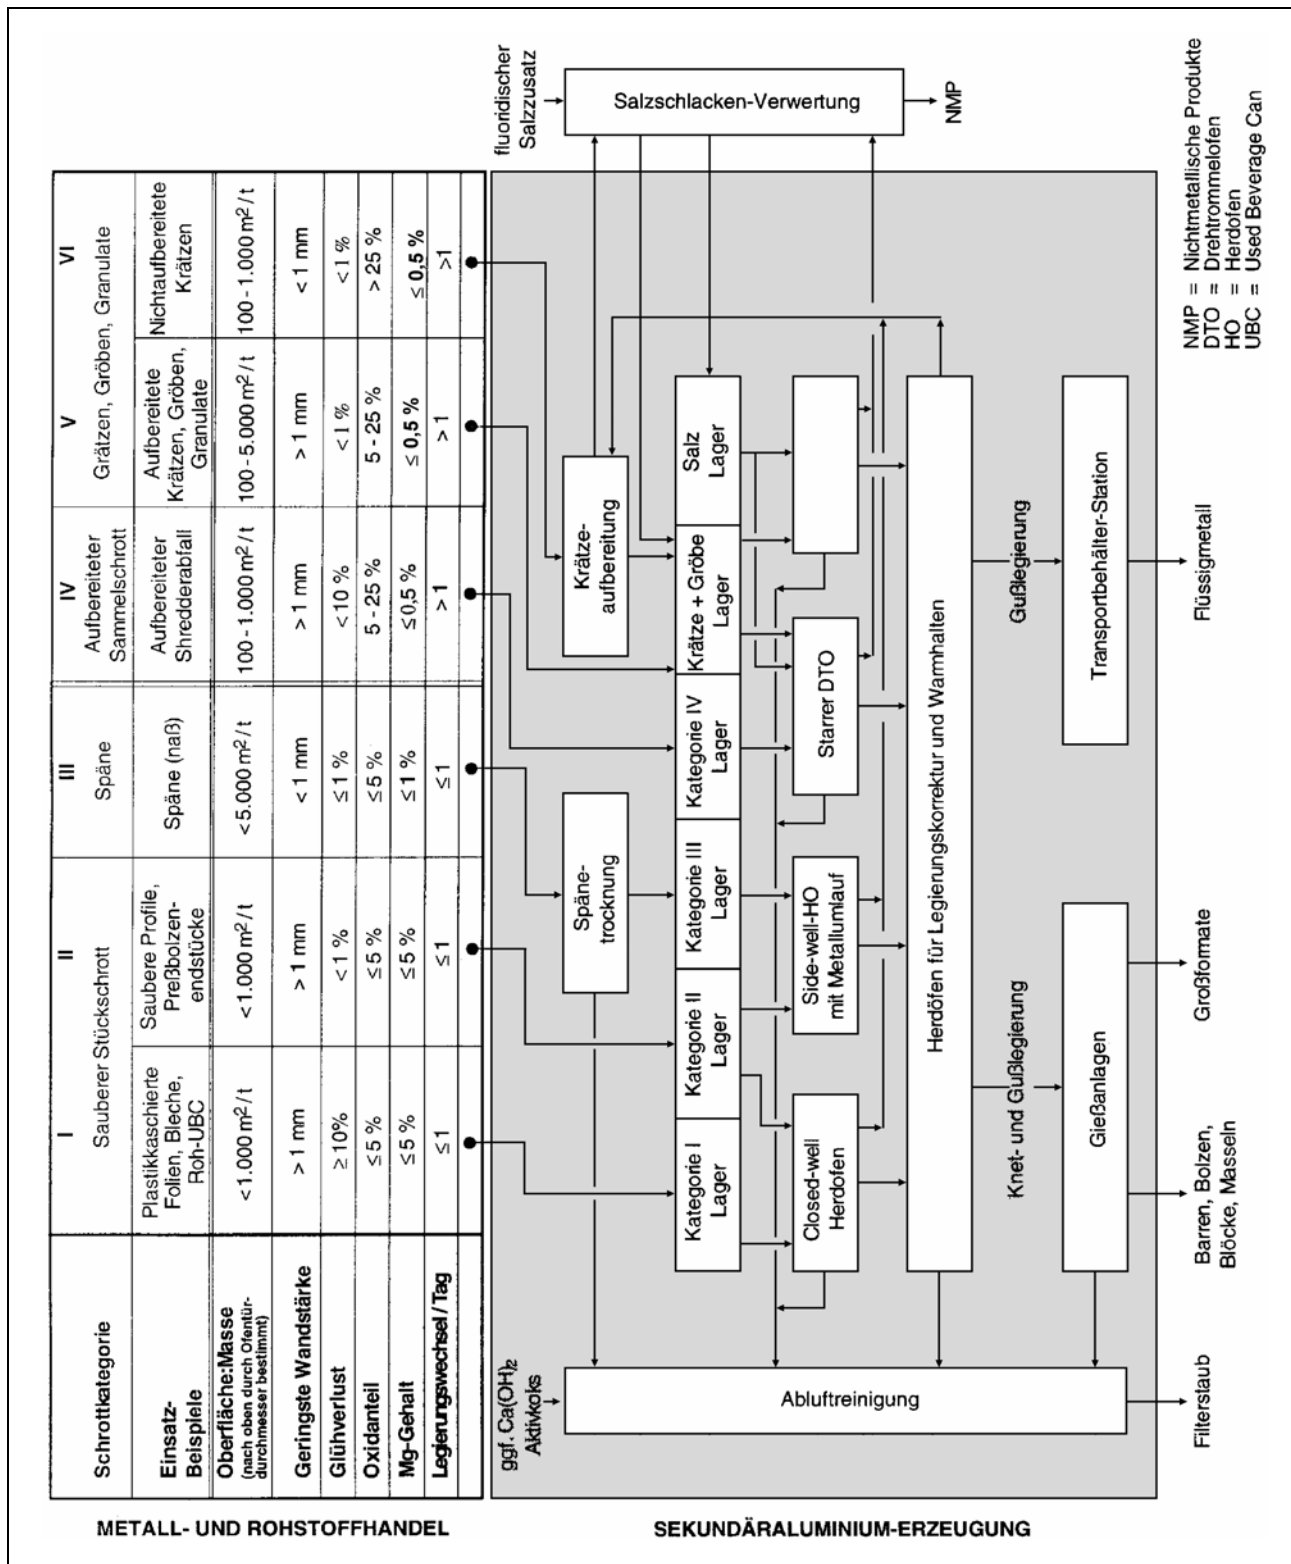 Schrottkategorie
I
II
III
IV
V
VI
Sauberer Stückschrott
Späne
Aufbereiteter
Sammelschrott
Grätzen, Gröben, Granulate
Einsatz-
Beispiele
Plastikkaschierte
Folien, Bleche,
Roh-UBC
Saubere Profile,
Preßbolzen-
endstücke
Späne (naß)
Aufbereiteter
Shredderabfall
Aufbereitete
Krätzen, Gröben,
Granulate
Nichtaufbereitete
Krätzen
Oberfläche:Masse
(nach oben durch Ofentür-
durchmesser bestimmt)
<1.000 m²/t
<1.000 m²/t
<5.000 m²/t
100-1.000 m²/t
100-5.000 m²/t
100-1.000 m²/t
Geringste Wandstärke
> 1 mm
> 1 mm
< 1 mm
> 1 mm
> 1 mm
< 1 mm
Glühverlust
≥ 10%
< 1 %
≤ 1 %
<10 %
<1 %
<1 %
Oxidanteil
≤5 %
≤5 %
≤5 %
5 - 25 %
5 - 25 %
> 25 %
Mg-Gehalt
≤ 5 %
≤ 5 %
≤ 1 %
≤0,5 %
≤ 0,5 %
≤ 0,5 %
Legierungswechsel / Tag
≤1
≤1
≤1
>1
>1
>1
METALL- UND ROHSTOFFHANDEL
SEKUNDÄRALUMINIUM-ERZEUGUNG
fluoridischer
Salzzusatz
Salzschlacken-Verwertung
NMP
Späne-
trocknung
Krätze-
aufbereitung
Kategorie I
Lager
Kategorie II
Lager
Kategorie III
Lager
Kategorie IV
Lager
Krätze + Gröbe
Lager
Salz
Lager
Closed-well
Herdofen
Side-well-HO
mit Metallumlauf
Starrer DTO
Herdöfen für Legierungskorrektur und Warmhalten
Knet- und Gußlegierung
Gußlegierung
Gießanlagen
Transportbehälter-Station
ggf. Ca(OH)₂
Aktivkoks
Abluftreinigung
Filterstaub
Barren, Bolzen,
Blöcke, Masseln
Großformate
Flüssigmetall
NMP = Nichtmetallische Produkte
DTO = Drehtrommelofen
HO = Herdofen
UBC = Used Beverage Can